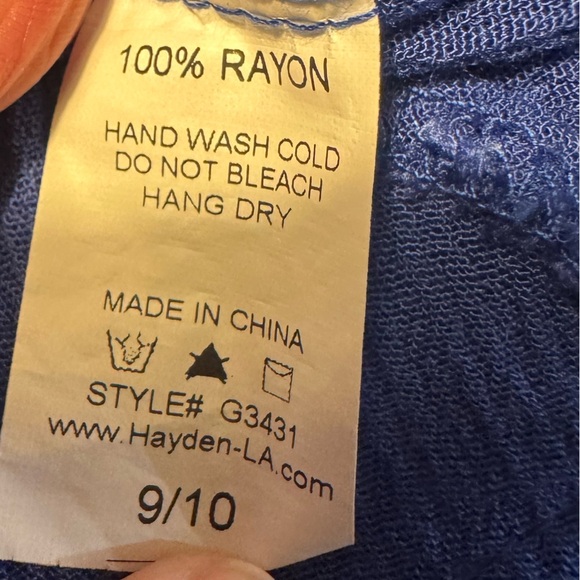 100% RAYON
HAND WASH COLD
DO NOT BLEACH
HANG DRY
MADE IN CHINA
STYLE# G3431
www.Hayden-LA.com
9/10